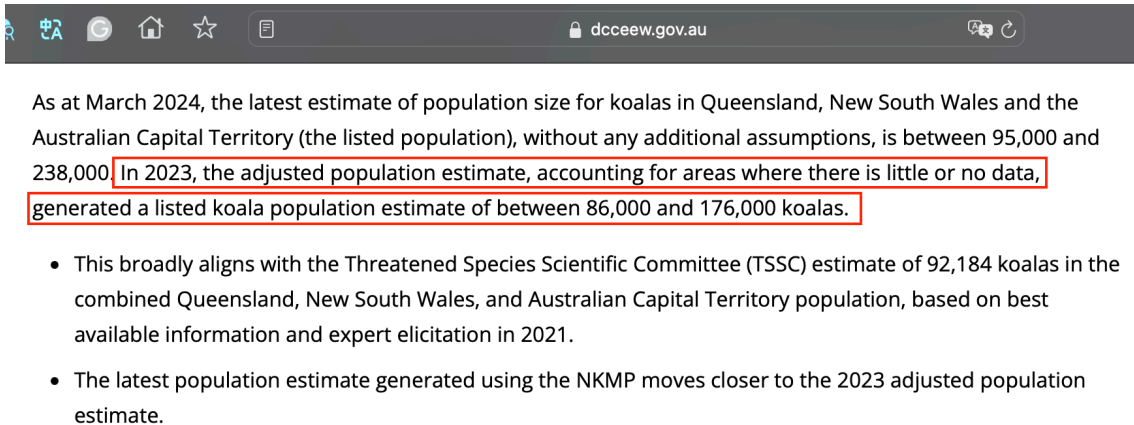 dcceew.gov.au
As at March 2024, the latest estimate of population size for koalas in Queensland, New South Wales and the
Australian Capital Territory (the listed population), without any additional assumptions, is between 95,000 and
238,000. In 2023, the adjusted population estimate, accounting for areas where there is little or no data,
generated a listed koala population estimate of between 86,000 and 176,000 koalas.
• This broadly aligns with the Threatened Species Scientific Committee (TSSC) estimate of 92,184 koalas in the
combined Queensland, New South Wales, and Australian Capital Territory population, based on best
available information and expert elicitation in 2021.
• The latest population estimate generated using the NKMP moves closer to the 2023 adjusted population
estimate.